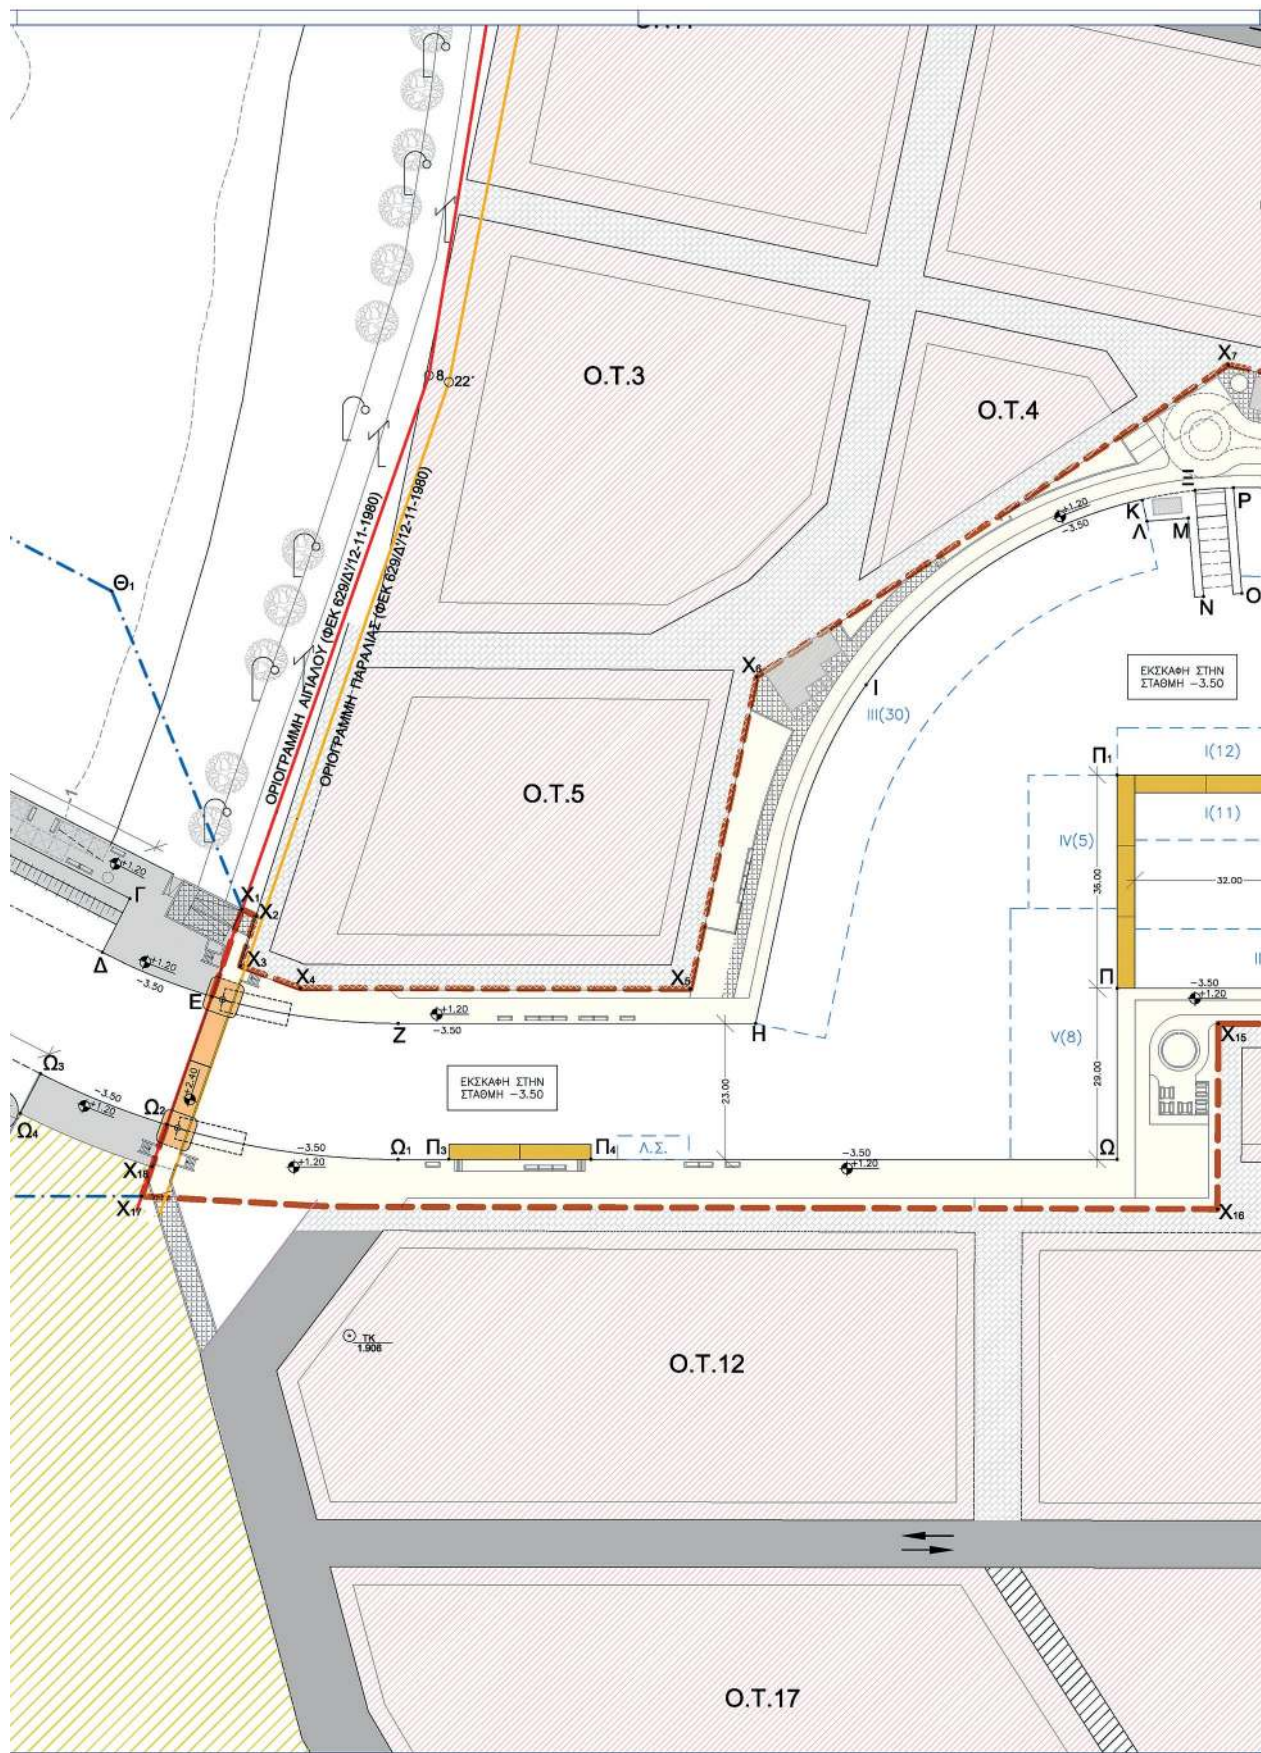 Ο.Τ.3
8
22'
Χ7
Ο.Τ.4
ΟΡΙΟΓΡΑΜΜΗ ΑΙΓΙΑΛΟΥ (ΦΕΚ 629/Δ'/12-11-1980)
ΟΡΙΟΓΡΑΜΜΗ ΠΑΡΑΛΙΑΣ (ΦΕΚ 629/Δ'/12-11-1980)
Ξ
Ρ
Κ
Λ
Μ
+1.20
-3.50
Θ1
Ν
Ο
Χ6
Ι
ΙΙΙ(30)
ΕΚΣΚΑΦΗ ΣΤΗΝ
ΣΤΑΘΜΗ -3.50
Π1
Ι(12)
Ο.Τ.5
-1
Ι(11)
IV(5)
35.00
32.00
+1.20
Γ
Χ1
Χ2
Χ3
Χ4
Χ5
Δ
+1.20
-3.50
Ε
Π
-3.50
+1.20
Ζ
+1.20
-3.50
Η
V(8)
Χ15
+2.40
ΕΚΣΚΑΦΗ ΣΤΗΝ
ΣΤΑΘΜΗ -3.50
23.00
29.00
Ω3
-3.50
+1.20
Ω2
Ω4
-3.50
+1.20
Ω1
Π3
Π4
Λ.Σ.
-3.50
+1.20
Ω
Χ18
Χ17
Χ16
ΤΚ
1.906
Ο.Τ.12
Ο.Τ.17